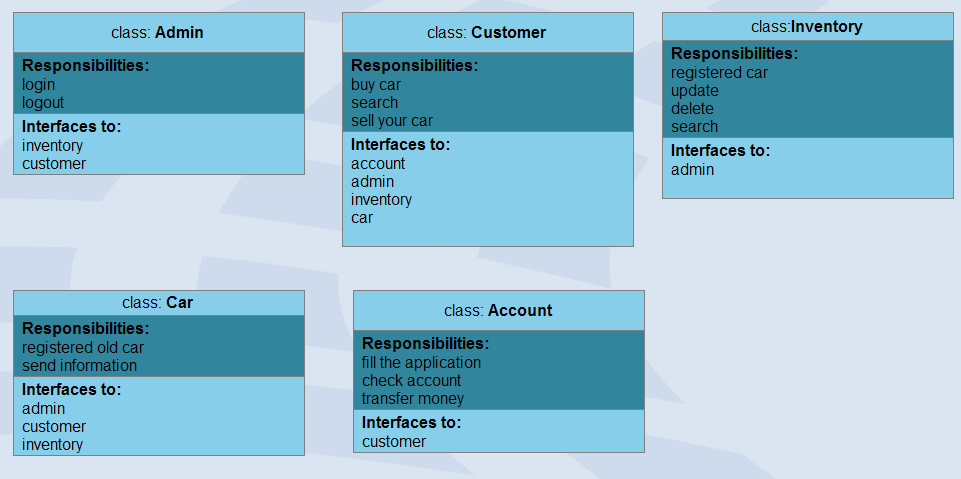 class: Admin
Responsibilities:
login
logout
Interfaces to:
inventory
customer
class: Customer
Responsibilities:
buy car
search
sell your car
Interfaces to:
account
admin
inventory
car
class:Inventory
Responsibilities:
registered car
update
delete
search
Interfaces to:
admin
class: Car
Responsibilities:
registered old car
send information
Interfaces to:
admin
customer
inventory
class: Account
Responsibilities:
fill the application
check account
transfer money
Interfaces to:
customer